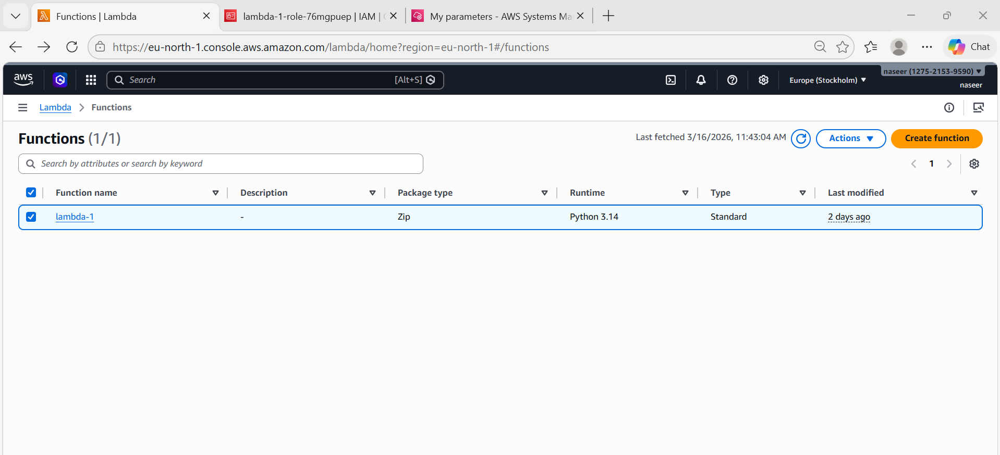 Functions | Lambda
lambda-1-role-76mgpuep | IAM |
My parameters - AWS Systems Ma
https://eu-north-1.console.aws.amazon.com/lambda/home?region=eu-north-1#/functions
Chat
aws
Search [Alt+S]
Europe (Stockholm)
naseer (1275-2153-9590)
naseer
Lambda Functions
Functions (1/1)
Last fetched 3/16/2026, 11:43:04 AM
Actions
Create function
Search by attributes or search by keyword
1
Function name Description Package type Runtime Type Last modified
lambda-1 - Zip Python 3.14 Standard 2 days ago